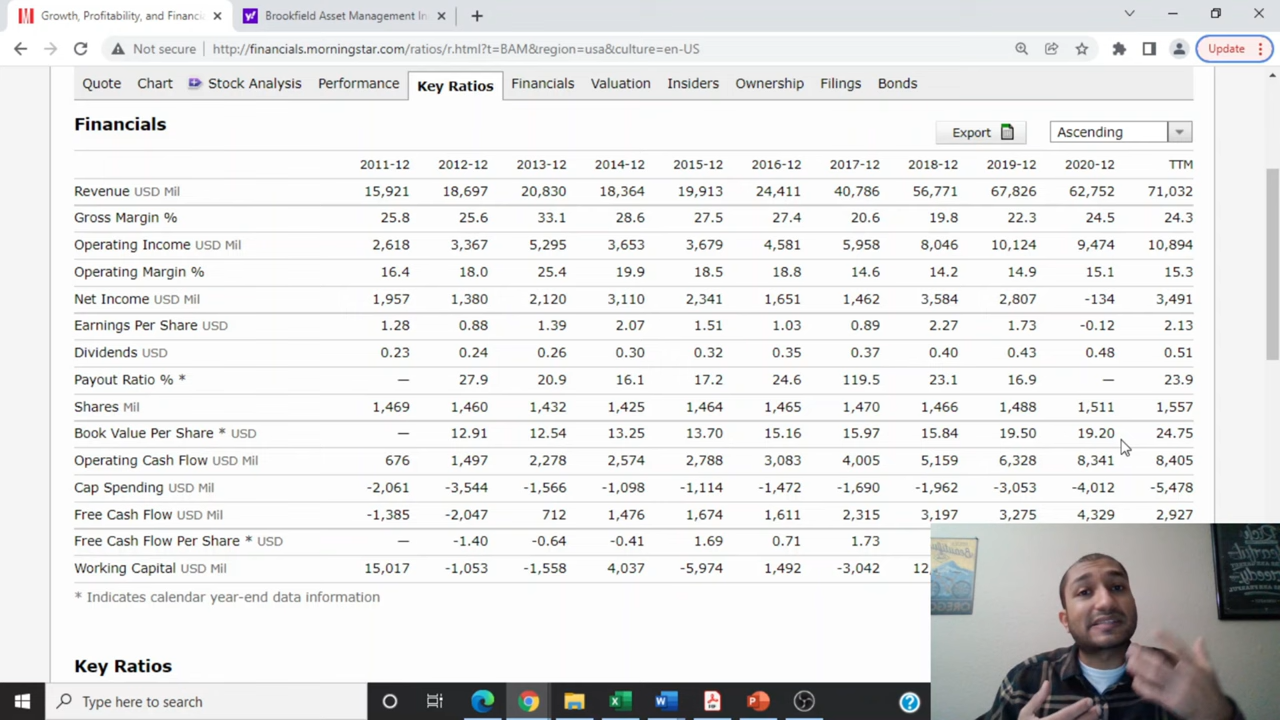 Growth, Profitability, and Financi
Brookfield Asset Management In
Not secure
http://financials.morningstar.com/ratios/r.html?t=BAM&region=usa&culture=en-US
Update
Quote Chart Stock Analysis Performance Key Ratios Financials Valuation Insiders Ownership Filings Bonds
Financials
Export Ascending
2011-12 2012-12 2013-12 2014-12 2015-12 2016-12 2017-12 2018-12 2019-12 2020-12 TTM
Revenue USD Mil 15,921 18,697 20,830 18,364 19,913 24,411 40,786 56,771 67,826 62,752 71,032
Gross Margin % 25.8 25.6 33.1 28.6 27.5 27.4 20.6 19.8 22.3 24.5 24.3
Operating Income USD Mil 2,618 3,367 5,295 3,653 3,679 4,581 5,958 8,046 10,124 9,474 10,894
Operating Margin % 16.4 18.0 25.4 19.9 18.5 18.8 14.6 14.2 14.9 15.1 15.3
Net Income USD Mil 1,957 1,380 2,120 3,110 2,341 1,651 1,462 3,584 2,807 -134 3,491
Earnings Per Share USD 1.28 0.88 1.39 2.07 1.51 1.03 0.89 2.27 1.73 -0.12 2.13
Dividends USD 0.23 0.24 0.26 0.30 0.32 0.35 0.37 0.40 0.43 0.48 0.51
Payout Ratio % * — 27.9 20.9 16.1 17.2 24.6 119.5 23.1 16.9 — 23.9
Shares Mil 1,469 1,460 1,432 1,425 1,464 1,465 1,470 1,466 1,488 1,511 1,557
Book Value Per Share * USD — 12.91 12.54 13.25 13.70 15.16 15.97 15.84 19.50 19.20 24.75
Operating Cash Flow USD Mil 676 1,497 2,278 2,574 2,788 3,083 4,005 5,159 6,328 8,341 8,405
Cap Spending USD Mil -2,061 -3,544 -1,566 -1,098 -1,114 -1,472 -1,690 -1,962 -3,053 -4,012 -5,478
Free Cash Flow USD Mil -1,385 -2,047 712 1,476 1,674 1,611 2,315 3,197 3,275 4,329 2,927
Free Cash Flow Per Share * USD — -1.40 -0.64 -0.41 1.69 0.71 1.73
Working Capital USD Mil 15,017 -1,053 -1,558 4,037 -5,974 1,492 -3,042 12,
* Indicates calendar year-end data information
Key Ratios
OREGON
Type here to search